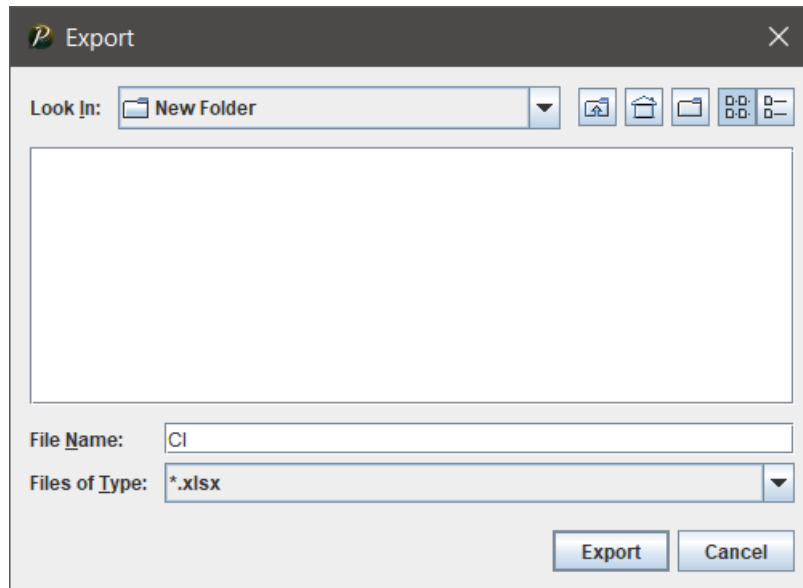 Export
Look In: New Folder
File Name: CI
Files of Type: *.xlsx
Export Cancel